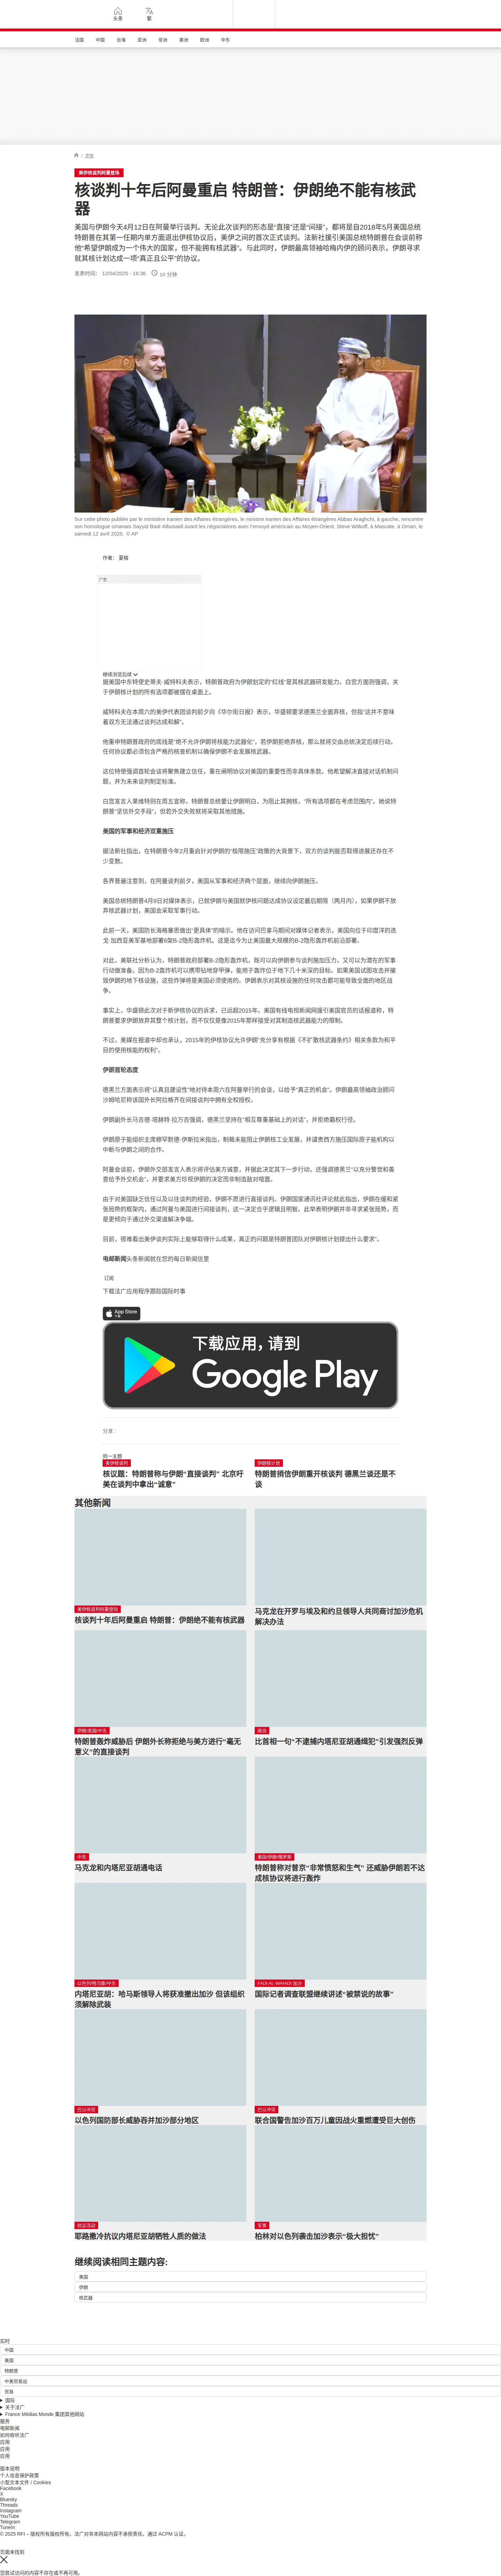 头条
繁
法国
中国
台海
亚洲
非洲
美洲
欧洲
中东
/ 中东
美伊核谈判阿曼登场
核谈判十年后阿曼重启 特朗普：伊朗绝不能有核武器
美国与伊朗今天4月12日在阿曼举行谈判。无论此次谈判的形态是“直接”还是“间接”，都将是自2018年5月美国总统特朗普在其第一任期内单方面退出伊核协议后，美伊之间的首次正式谈判。法新社援引美国总统特朗普在会谈前称他“希望伊朗成为一个伟大的国家，但不能拥有核武器”。与此同时，伊朗最高领袖哈梅内伊的顾问表示，伊朗寻求就其核计划达成一项“真正且公平”的协议。
发表时间： 12/04/2025 - 16:36 10 分钟
Sur cette photo publiée par le ministère iranien des Affaires étrangères, le ministre iranien des Affaires étrangères Abbas Araghchi, à gauche, rencontre son homologue omanais Sayyid Badr Albusaidi avant les négociations avec l'envoyé américain au Moyen-Orient, Steve Witkoff, à Mascate, à Oman, le samedi 12 avril 2025. © AP
作者： 夏榕
广告
继续浏览后续
据美国中东特使史蒂夫·威特科夫表示，特朗普政府为伊朗划定的“红线”是其核武器研发能力。白宫方面则强调，关于伊朗核计划的所有选项都被摆在桌面上。
威特科夫在本周六的美伊代表团谈判前夕向《华尔街日报》表示，华盛顿要求德黑兰全面弃核，但指“这并不意味着双方无法通过谈判达成和解”。
他重申特朗普政府的底线是“绝不允许伊朗将核能力武器化”，若伊朗拒绝弃核，那么就将交由总统决定后续行动。任何协议都必须包含严格的核查机制以确保伊朗不会发展核武器。
这位特使强调首轮会谈将聚焦建立信任，重在阐明协议对美国的重要性而非具体条款。他希望解决直接对话机制问题，并为未来谈判制定标准。
白宫发言人莱维特则在周五宣称，特朗普总统要让伊朗明白，为阻止其拥核，“所有选项都在考虑范围内”，她说特朗普“坚信外交手段”，但若外交失败就将采取其他措施。
美国的军事和经济双重施压
据法新社指出，在特朗普今年2月重启针对伊朗的“极限施压”政策的大背景下，双方的谈判能否取得进展还存在不少变数。
各界普遍注意到，在阿曼谈判前夕，美国从军事和经济两个层面，继续向伊朗施压。
美国总统特朗普4月9日对媒体表示，已就伊朗与美国就伊核问题达成协议设定最后期限（两月内），如果伊朗不放弃核武器计划，美国会采取军事行动。
此前一天，美国防长海格塞思做出“更具体”的暗示。他在访问巴拿马期间对媒体记者表示，美国向位于印度洋的迭戈·加西亚美军基地部署6架B-2隐形轰炸机。这是迄今为止美国最大规模的B-2隐形轰炸机前沿部署。
对此，美联社分析认为，特朗普政府部署B-2隐形轰炸机，既可以向伊朗参与谈判施加压力，又可以为潜在的军事行动做准备。因为B-2轰炸机可以携带钻地穿甲弹，能用于轰炸位于地下几十米深的目标。如果美国试图攻击并摧毁伊朗的地下核设施，这些炸弹将是美国必须使用的。伊朗表示对其核设施的任何攻击都可能导致全面的地区战争。
事实上，华盛顿此次对于新伊核协议的诉求，已远超2015年。美国有线电视新闻网援引美国官员的话报道称，特朗普要求伊朗放弃其整个核计划，而不仅仅是像2015年那样接受对其制造核武器能力的限制。
不过，美媒在报道中却也承认，2015年的伊核协议允许伊朗“充分享有根据《不扩散核武器条约》相关条款为和平目的使用核能的权利”。
伊朗首轮态度
德黑兰方面表示将“认真且建设性”地对待本周六在阿曼举行的会谈，以给予“真正的机会”。伊朗最高领袖政治顾问沙姆哈尼称该国外长阿拉格齐在间接谈判中拥有全权授权。
伊朗副外长马吉德·塔赫特·拉万吉强调，德黑兰坚持在“相互尊重基础上的对话”，并拒绝霸权行径。
伊朗原子能组织主席穆罕默德·伊斯拉米指出，制裁未能阻止伊朗核工业发展，并谴责西方施压国际原子能机构以中断与伊朗之间的合作。
阿曼会谈前，伊朗外交部发言人表示将评估美方诚意，并据此决定其下一步行动，还强调德黑兰“以充分警觉和善意给予外交机会”，并要求美方珍视伊朗的决定而非制造敌对喧嚣。
由于对美国缺乏信任以及以往谈判的经验，伊朗不愿进行直接谈判。伊朗国家通讯社评论就此指出，伊朗在缓和紧张局势的框架内，通过阿曼与美国进行间接谈判，这一决定合乎逻辑且明智。此举表明伊朗并非寻求紧张局势，而是更倾向于通过外交渠道解决争端。
目前，很难看出美伊谈判实际上能够取得什么成果，真正的问题是特朗普团队对伊朗核计划提出什么要求”。
电邮新闻头条新闻就在您的每日新闻信里
订阅
下载法广应用程序跟踪国际时事
App Store
下载应用，请到
Google Play
分享 :
同一主题
美伊核谈判
核议题：特朗普称与伊朗“直接谈判” 北京吁美在谈判中拿出“诚意”
伊朗核计划
特朗普捎信伊朗重开核谈判 德黑兰谈还是不谈
其他新闻
美伊核谈判阿曼登场
核谈判十年后阿曼重启 特朗普：伊朗绝不能有核武器
马克龙在开罗与埃及和约旦领导人共同商讨加沙危机解决办法
伊朗/美国/中东
特朗普轰炸威胁后 伊朗外长称拒绝与美方进行“毫无意义”的直接谈判
政治
比首相一句“不逮捕内塔尼亚胡通缉犯”引发强烈反弹
中东
马克龙和内塔尼亚胡通电话
美国/伊朗/俄罗斯
特朗普称对普京“非常愤怒和生气” 还威胁伊朗若不达成核协议将进行轰炸
以色列/哈马斯/中东
内塔尼亚胡：哈马斯领导人将获准撤出加沙 但该组织须解除武装
FADI AL-WAHIDI 加沙
国际记者调查联盟继续讲述“被禁说的故事”
巴以冲突
以色列国防部长威胁吞并加沙部分地区
巴以冲突
联合国警告加沙百万儿童因战火重燃遭受巨大创伤
抗议活动
耶路撒冷抗议内塔尼亚胡牺牲人质的做法
军事
柏林对以色列袭击加沙表示“极大担忧”
继续阅读相同主题内容:
美国
伊朗
核武器
实时
中国
美国
特朗普
中美贸易战
贸易
国际
关于法广
France Médias Monde 集团其他网站
服务
电邮新闻
如何收听法广
应用
应用
应用
版本说明
个人信息保护政策
小型文本文件 / Cookies
Facebook
X
Bluesky
Threads
Instagram
YouTube
Telegram
TuneIn
© 2025 RFI – 版权所有版权所有。法广对非本网站内容不承担责任。通过 ACPM 认证。
页面未找到
您尝试访问的内容不存在或不再可用。